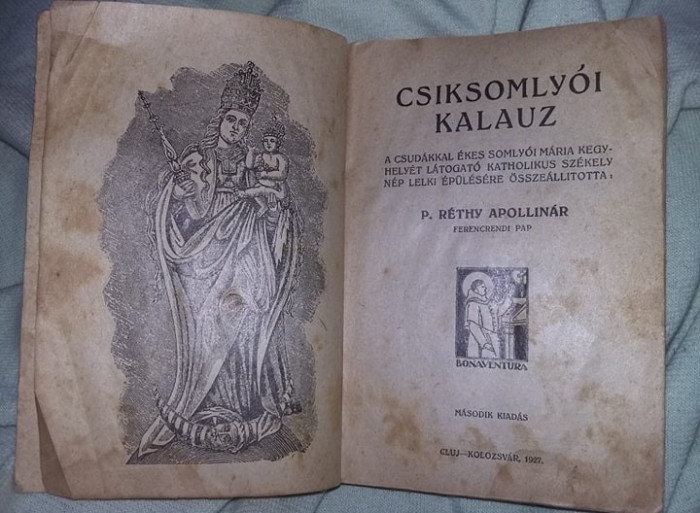 CSIKSOMLYÓI
KALAUZ
A CSUDÁKKAL ÉKES SOMLYÓI MÁRIA KEGY-
HELYÉT LÁTOGATÓ KATHOLIKUS SZÉKELY
NÉP LELKI ÉPÜLÉSÉRE ÖSSZEÁLLITOTTA:
P. RÉTHY APOLLINÁR
FERENCRENDI PAP
BONAVENTURA
MÁSODIK KIADÁS
CLUJ—KOLOZSVÁR, 1927.